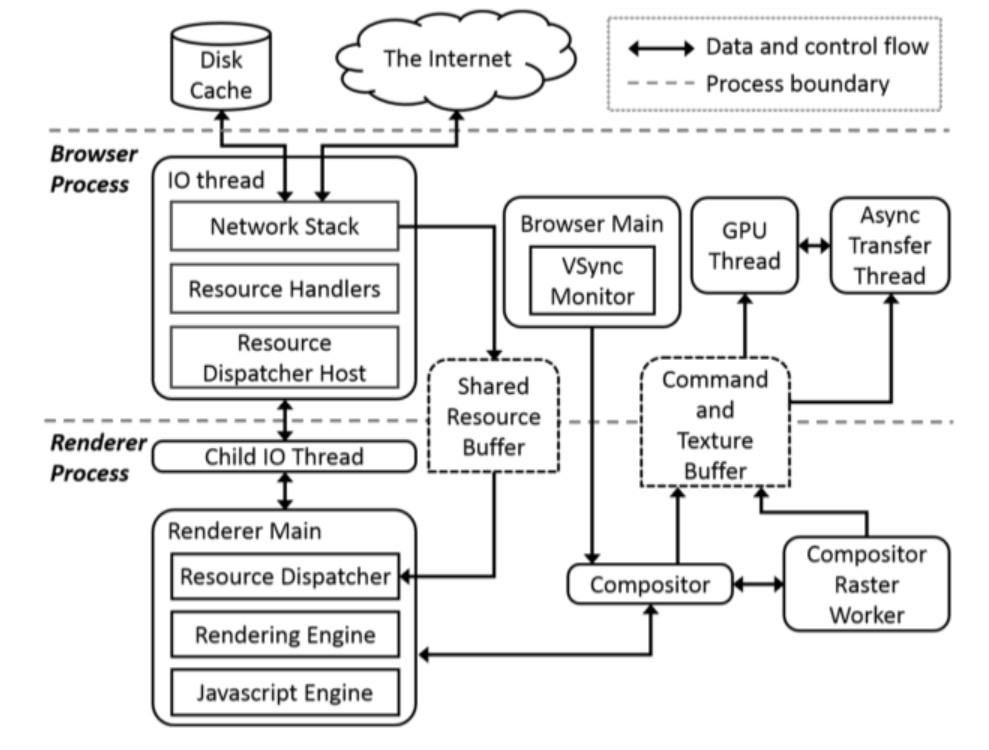 Disk
Cache
The Internet
Data and control flow
Process boundary
Browser
Process
IO thread
Network Stack
Resource Handlers
Resource
Dispatcher Host
Browser Main
VSync
Monitor
GPU
Thread
Async
Transfer
Thread
Shared
Resource
Buffer
Command
and
Texture
Buffer
Renderer
Process
Child IO Thread
Renderer Main
Resource Dispatcher
Rendering Engine
Javascript Engine
Compositor
Compositor
Raster
Worker